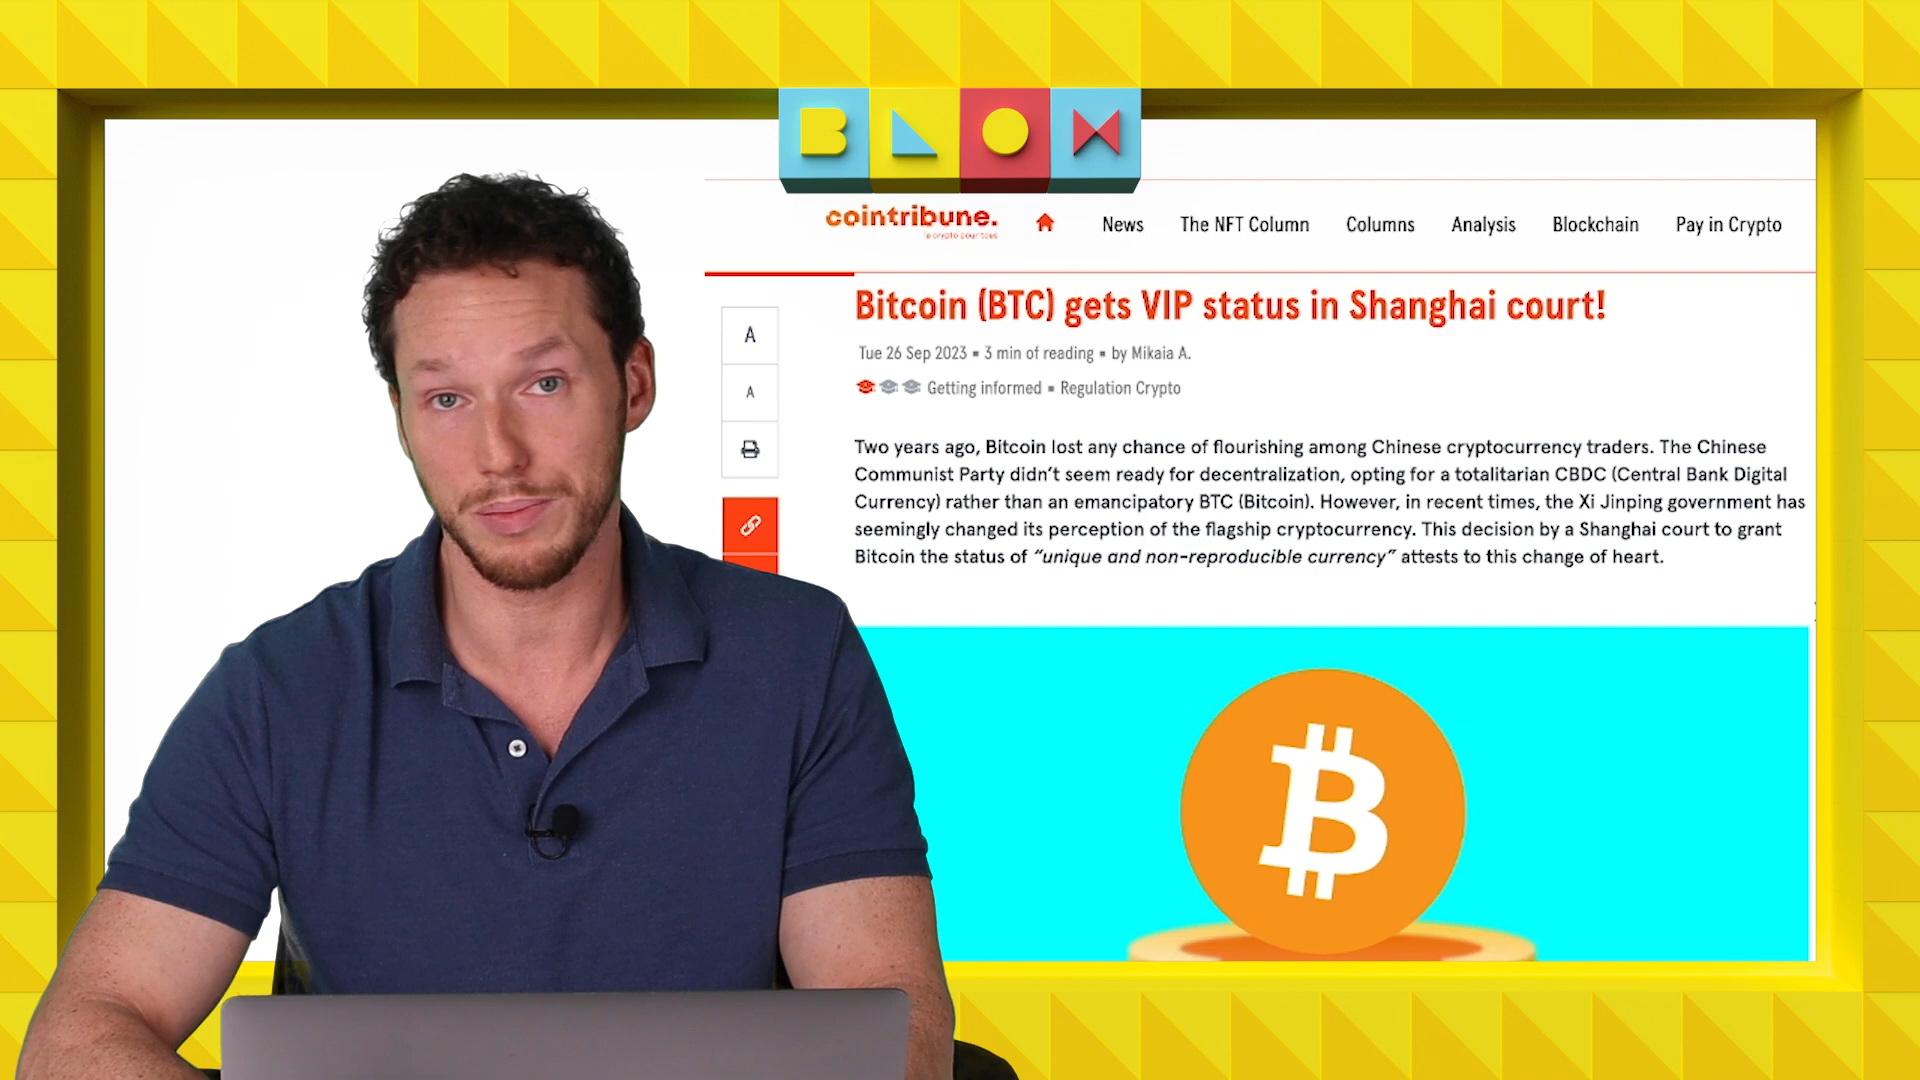 BLOX
cointribune.
la crypto pour tous
News
The NFT Column
Columns
Analysis
Blockchain
Pay in Crypto
Bitcoin (BTC) gets VIP status in Shanghai court!
Tue 26 Sep 2023 ▪ 3 min of reading ▪ by Mikaia A.
Getting informed ▪ Regulation Crypto
A
A
Two years ago, Bitcoin lost any chance of flourishing among Chinese cryptocurrency traders. The Chinese
Communist Party didn't seem ready for decentralization, opting for a totalitarian CBDC (Central Bank Digital
Currency) rather than an emancipatory BTC (Bitcoin). However, in recent times, the Xi Jinping government has
seemingly changed its perception of the flagship cryptocurrency. This decision by a Shanghai court to grant
Bitcoin the status of “unique and non-reproducible currency” attests to this change of heart.
₿